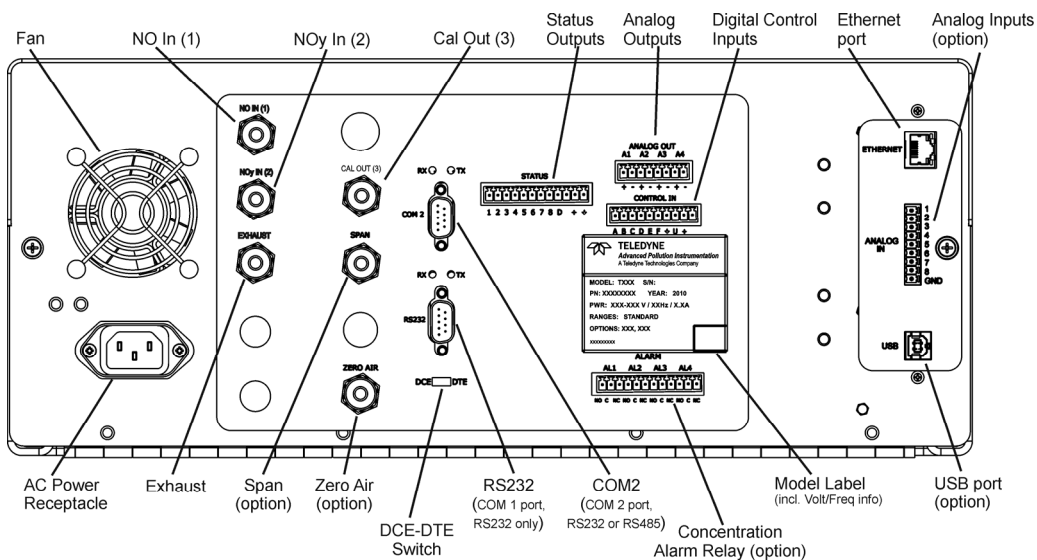 Fan
NO In (1)
NOy In (2)
Cal Out (3)
Status
Outputs
Analog
Outputs
Digital Control
Inputs
Ethernet
port
Analog Inputs
(option)
NO IN (1)
NOy IN (2)
EXHAUST
CAL OUT (3)
SPAN
ZERO AIR
RX TX
COM 2
RX TX
RS232
DCE DTE
STATUS
1 2 3 4 5 6 7 8 D + +
ANALOG OUT
A1 A2 A3 A4
+ - + - + - + -
CONTROL IN
A B C D E F + U +
TELEDYNE
Advanced Pollution Instrumentation
A Teledyne Technologies Company
MODEL: TXXX S/N:
PN: XXXXXXXX YEAR: 2010
PWR: XXX-XXX V / XXHz / X.XA
RANGES: STANDARD
OPTIONS: XXX, XXX
XXXXXXXXX
ALARM
AL1 AL2 AL3 AL4
NO C NC NO C NC NO C NC NO C NC
ETHERNET
ANALOG
IN
1
2
3
4
5
6
7
8
GND
USB
AC Power
Receptacle
Exhaust
Span
(option)
Zero Air
(option)
DCE-DTE
Switch
RS232
(COM 1 port,
RS232 only)
COM2
(COM 2 port,
RS232 or RS485)
Concentration
Alarm Relay (option)
Model Label
(incl. Volt/Freq info)
USB port
(option)